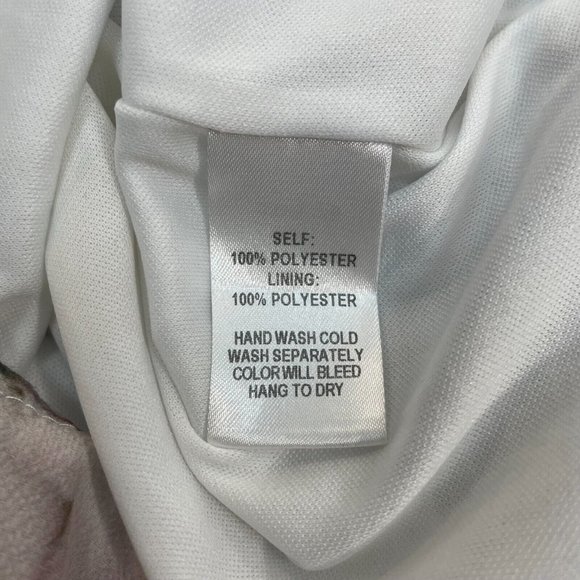 SELF:
100% POLYESTER
LINING:
100% POLYESTER
HAND WASH COLD
WASH SEPARATELY
COLOR WILL BLEED
HANG TO DRY